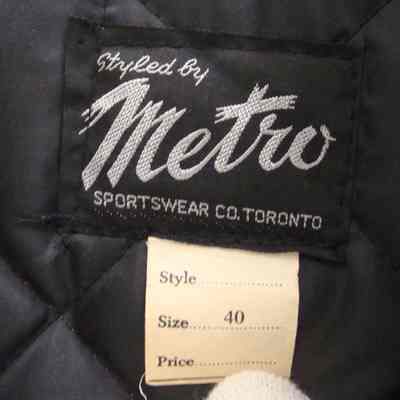 Styled by
Metro
SPORTSWEAR CO. TORONTO
Style
Size 40
Price